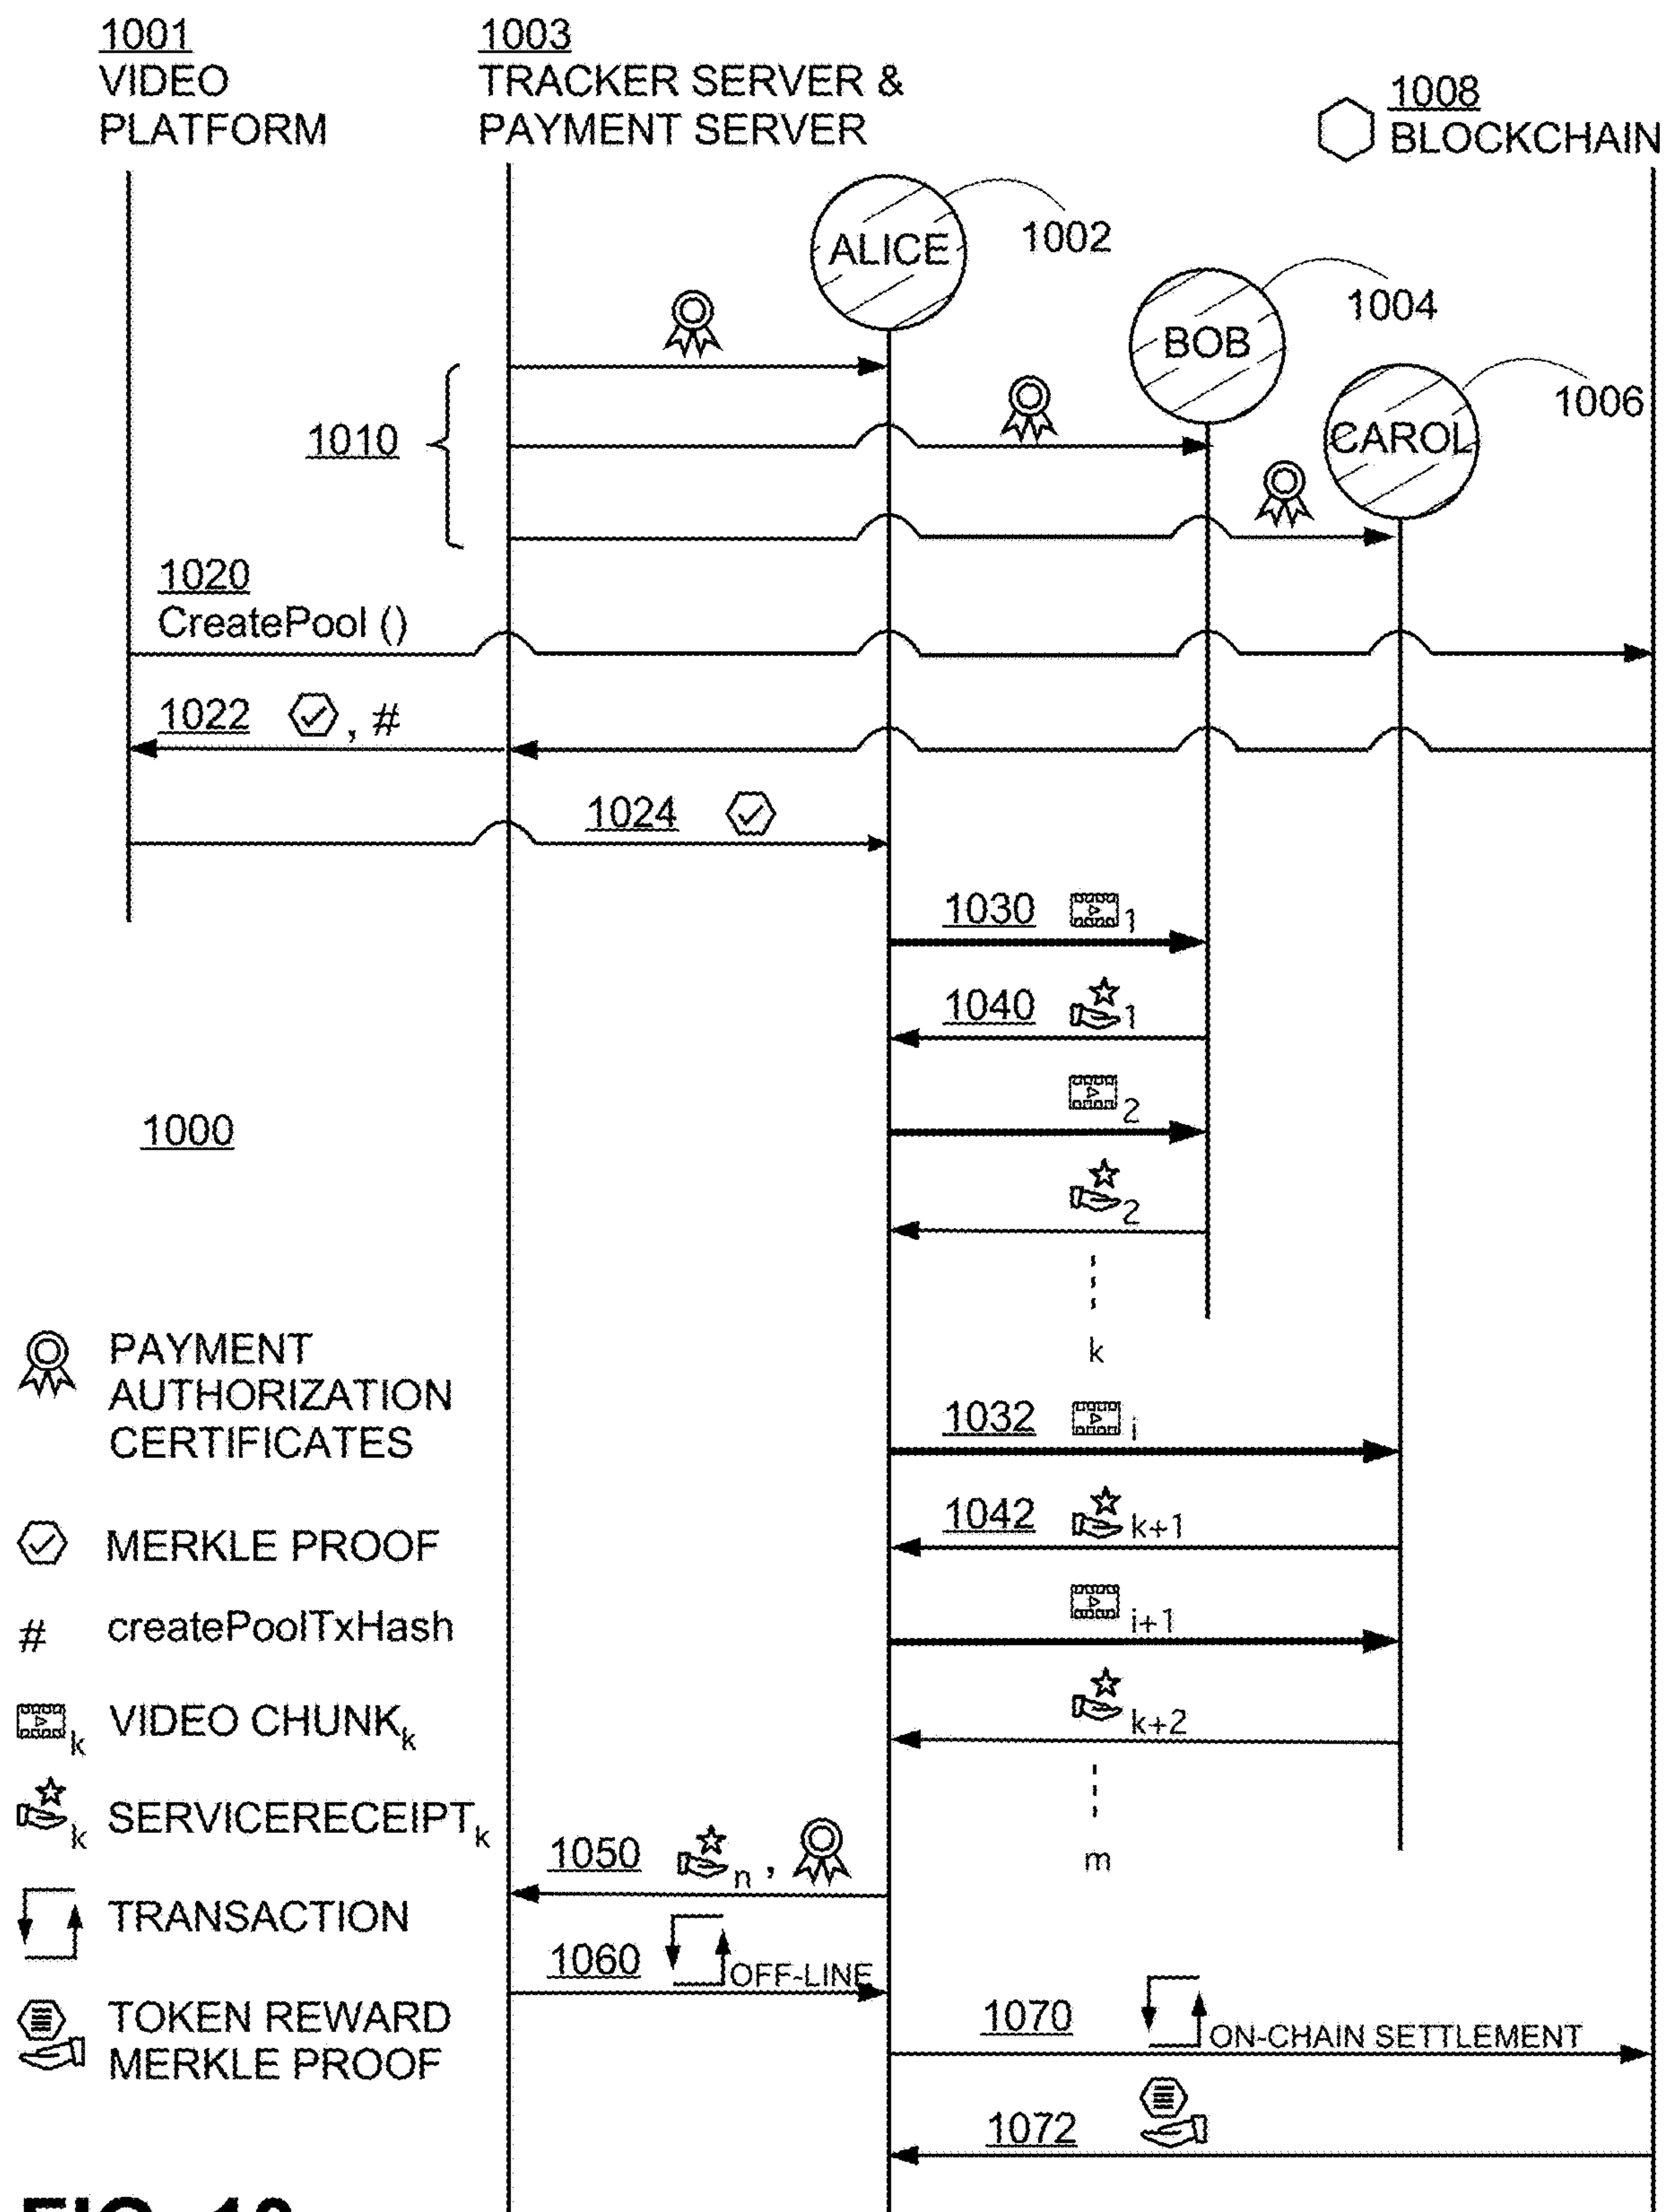 1001
VIDEO
PLATFORM
1003
TRACKER SERVER &
PAYMENT SERVER
1008
BLOCKCHAIN
ALICE
1002
BOB
1004
CAROL
1006
1010
1020
CreatePool ()
1022 , #
1024
1030 1
1040 1
2
1000
2
k
1032 i
1042 k+1
i+1
k+2
m
1050 n ,
1060 OFF-LINE
1070 ON-CHAIN SETTLEMENT
1072
PAYMENT
AUTHORIZATION
CERTIFICATES
MERKLE PROOF
# createPoolTxHash
k VIDEO CHUNKk
k SERVICERECEIPTk
TRANSACTION
TOKEN REWARD
MERKLE PROOF